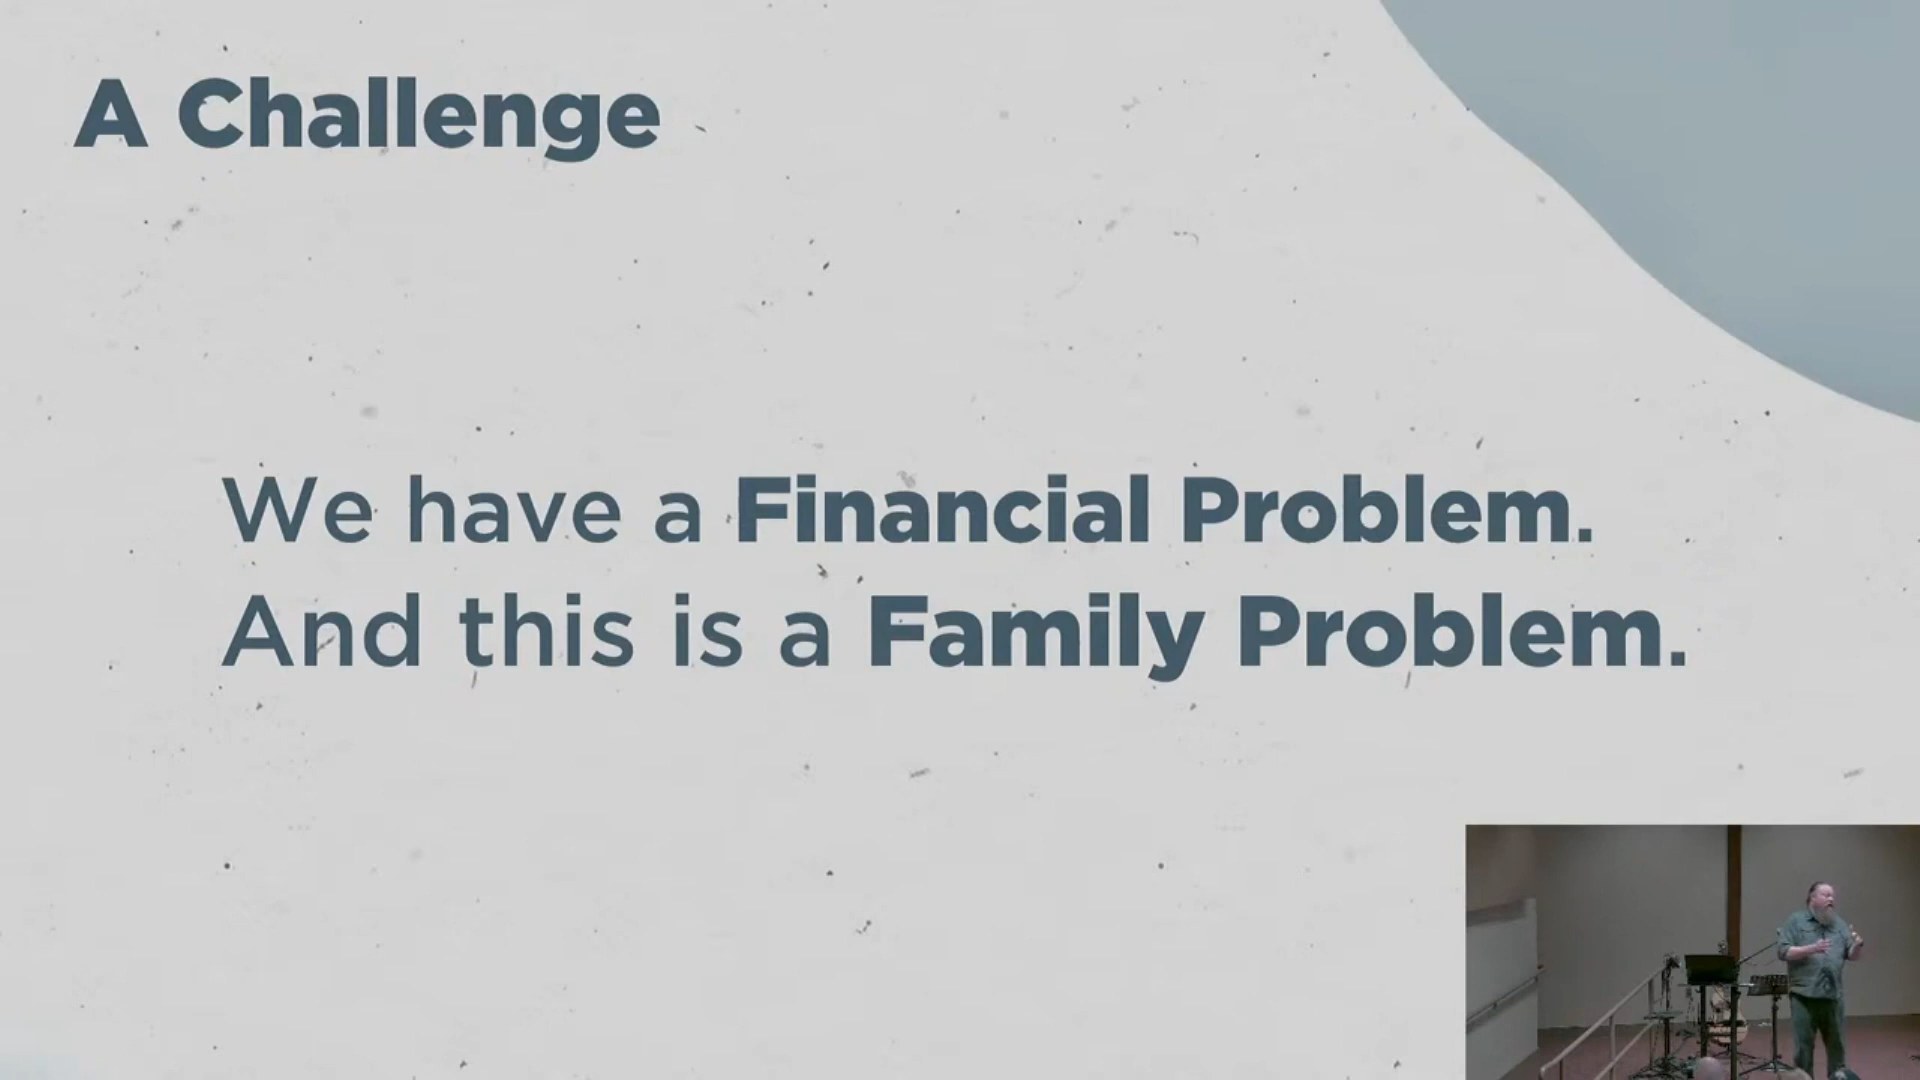 A Challenge
We have a Financial Problem.
And this is a Family Problem.